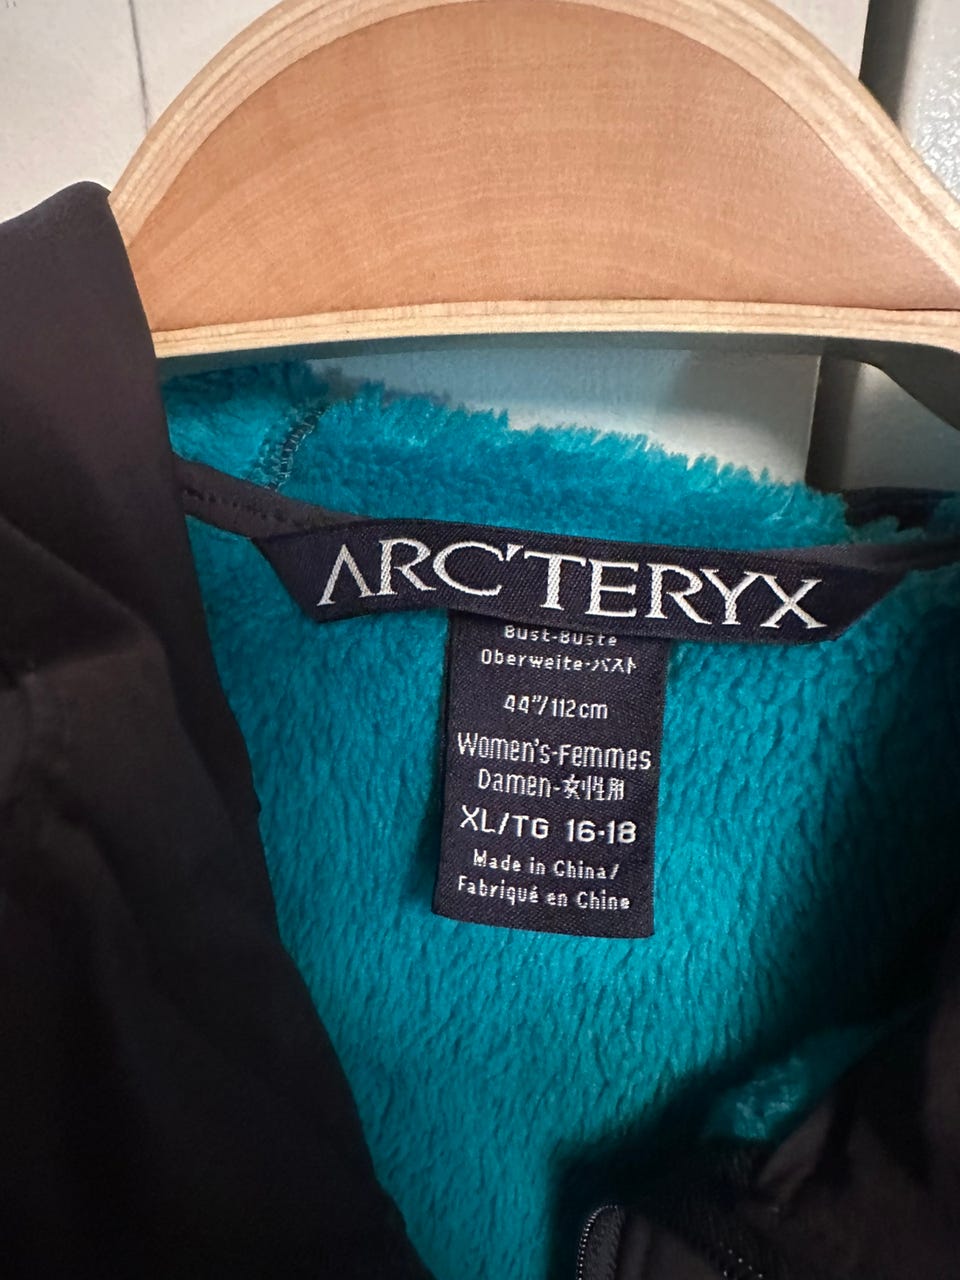 ARC'TERYX
Bust-Buste
Oberweite-バスト
44"/112cm
Women's-Femmes
Damen-女性用
XL/TG 16-18
Made in China/
Fabriqué en Chine